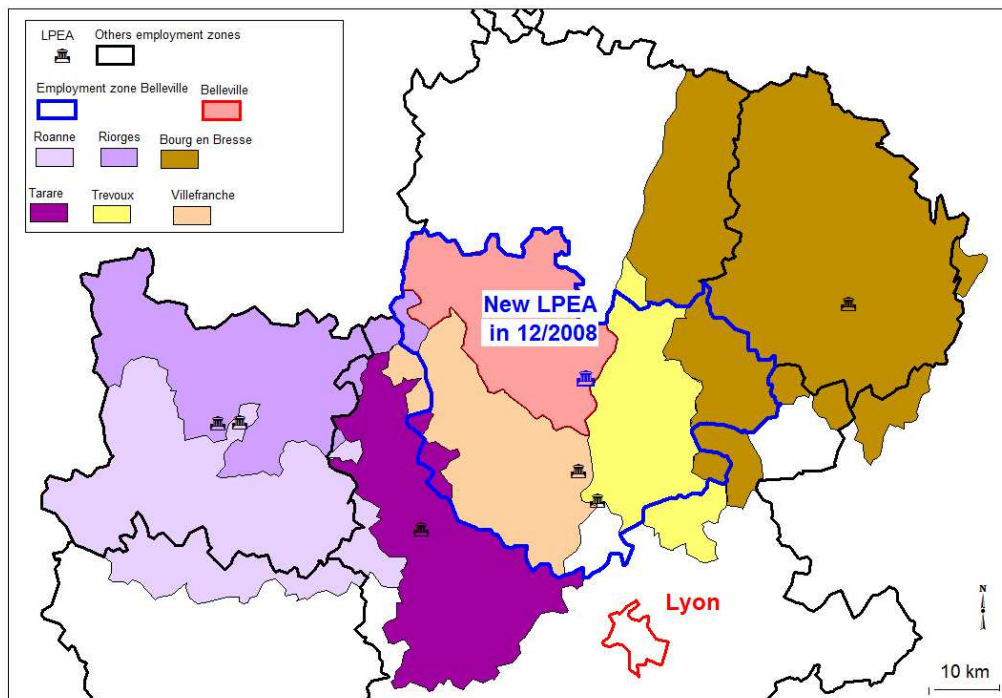 LPEA Others employment zones
Employment zone Belleville Belleville
Roanne Riorges Bourg en Bresse
Tarare Trevoux Villefranche
New LPEA
in 12/2008
Lyon
N
10 km